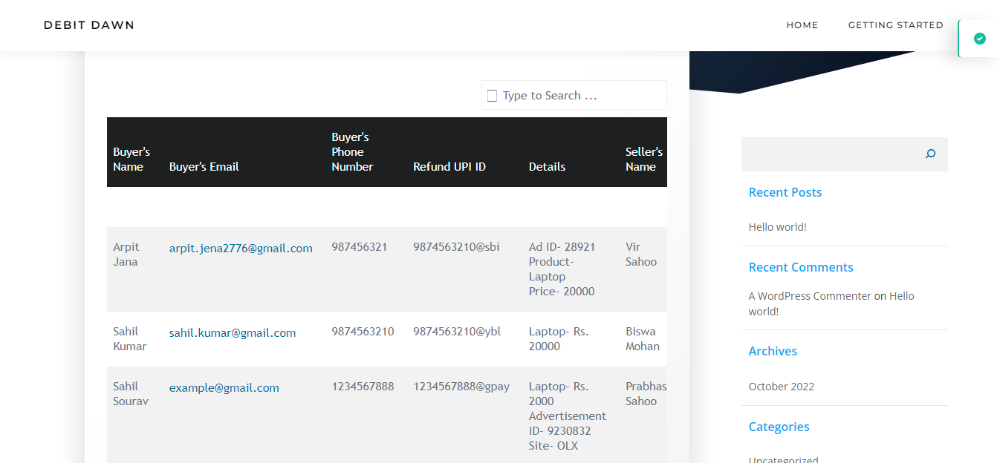 DEBIT DAWN
HOME
GETTING STARTED
Type to Search ...
Buyer's
Name
Buyer's Email
Buyer's
Phone
Number
Refund UPI ID
Details
Seller's
Name
Arpit
Jana
arpit.jena2776@gmail.com
987456321
9874563210@sbi
Ad ID- 28921
Product-
Laptop
Price- 20000
Vir
Sahoo
Sahil
Kumar
sahil.kumar@gmail.com
9874563210
9874563210@ybl
Laptop- Rs.
20000
Biswa
Mohan
Sahil
Sourav
example@gmail.com
1234567888
1234567888@gpay
Laptop- Rs.
2000
Advertisement
ID- 9230832
Site- OLX
Prabhas
Sahoo
Recent Posts
Hello world!
Recent Comments
A WordPress Commenter on Hello
world!
Archives
October 2022
Categories
Uncategorized